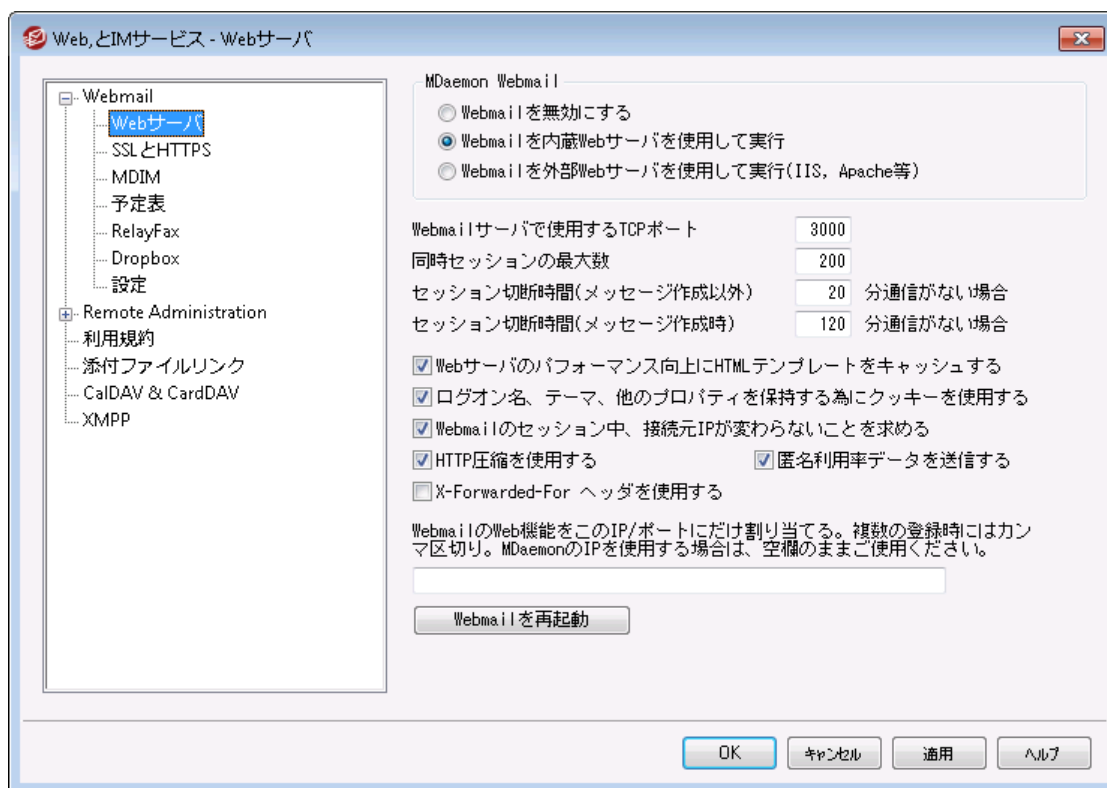 Web,とIMサービス - Webサーバ
Webmail
Webサーバ
SSLとHTTPS
MDIM
予定表
RelayFax
Dropbox
設定
Remote Administration
利用規約
添付ファイルリンク
CalDAV & CardDAV
XMPP
MDaemon Webmail
Webmailを無効にする
Webmailを内蔵Webサーバを使用して実行
Webmailを外部Webサーバを使用して実行(IIS, Apache等)
Webmailサーバで使用するTCPポート 3000
同時セッションの最大数 200
セッション切断時間(メッセージ作成以外) 20 分通信がない場合
セッション切断時間(メッセージ作成時) 120 分通信がない場合
Webサーバのパフォーマンス向上にHTMLテンプレートをキャッシュする
ログオン名、テーマ、他のプロパティを保持する為にクッキーを使用する
Webmailのセッション中、接続元IPが変わらないことを求める
HTTP圧縮を使用する 匿名利用率データを送信する
X-Forwarded-For ヘッダを使用する
WebmailのWeb機能をこのIP/ポートにだけ割り当てる。複数の登録時にはカン
マ区切り。MDaemonのIPを使用する場合は、空欄のままご使用ください。
Webmailを再起動
OK キャンセル 適用 ヘルプ